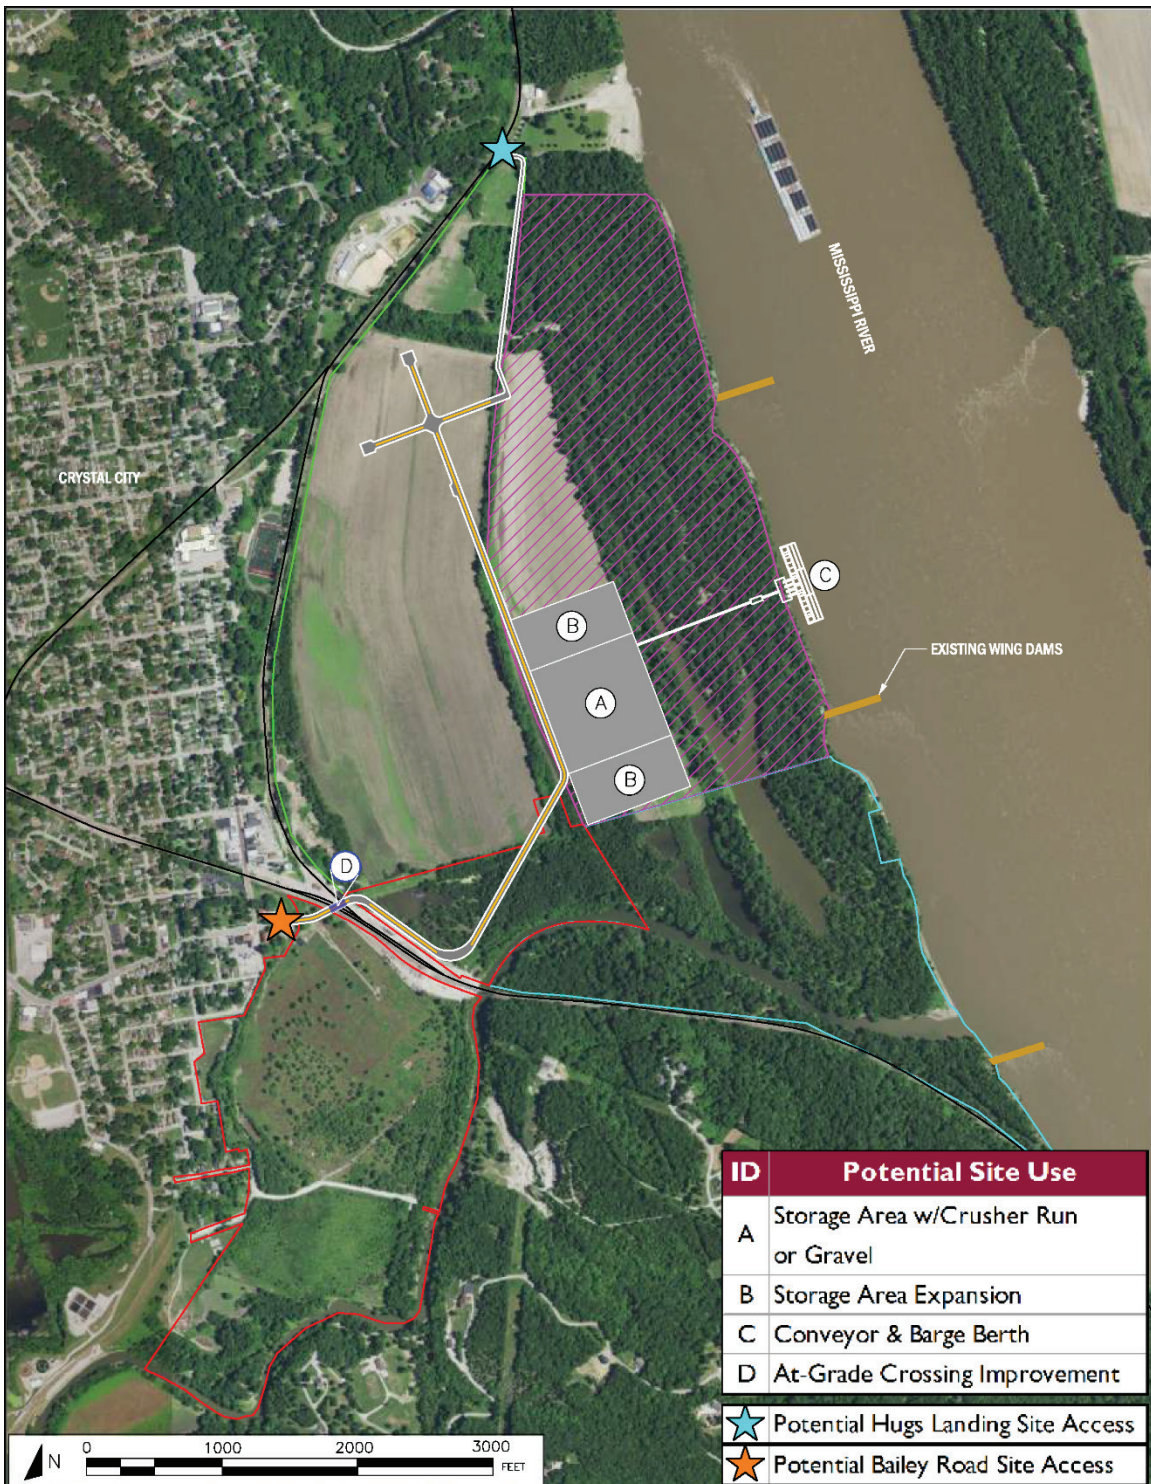 MISSISSIPPI RIVER
CRYSTAL CITY
C
B
EXISTING WING DAMS
A
B
D
ID Potential Site Use
A Storage Area w/Crusher Run
or Gravel
B Storage Area Expansion
C Conveyor & Barge Berth
D At-Grade Crossing Improvement
Potential Hugs Landing Site Access
Potential Bailey Road Site Access
N
0 1000 2000 3000
FEET